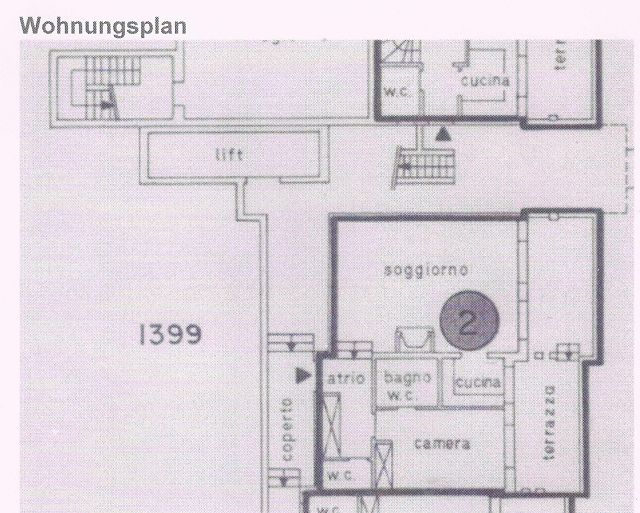 Wohnungsplan
w.c.
cucina
lift
soggiorno
2
1399
atrio
bagno
w.c.
cucina
coperto
camera
terrazza
w.c.
w.c.